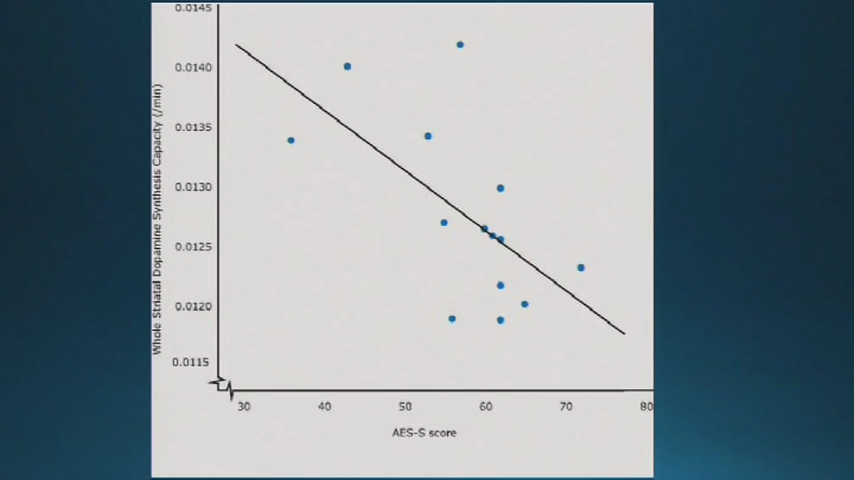 0.0145
0.0140
0.0135
0.0130
0.0125
0.0120
0.0115
Whole Striatal Dopamine Synthesis Capacity (/min)
30 40 50 60 70 80
AES-S score